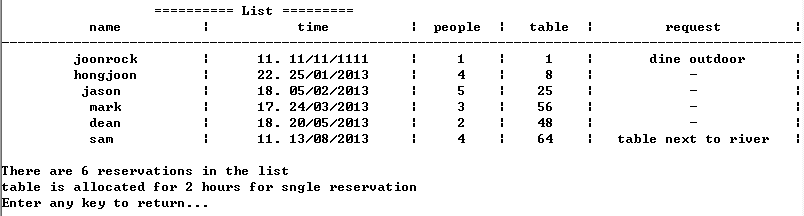 ========== List =========
name ¦ time ¦ people ¦ table ¦ request ¦
joonrock ¦ 11. 11/11/1111 ¦ 1 ¦ 1 ¦ dine outdoor ¦
hongjoon ¦ 22. 25/01/2013 ¦ 4 ¦ 8 ¦ - ¦
jason ¦ 18. 05/02/2013 ¦ 5 ¦ 25 ¦ - ¦
mark ¦ 17. 24/03/2013 ¦ 3 ¦ 56 ¦ - ¦
dean ¦ 18. 20/05/2013 ¦ 2 ¦ 48 ¦ - ¦
sam ¦ 11. 13/08/2013 ¦ 4 ¦ 64 ¦ table next to river ¦
There are 6 reservations in the list
table is allocated for 2 hours for sngle reservation
Enter any key to return...